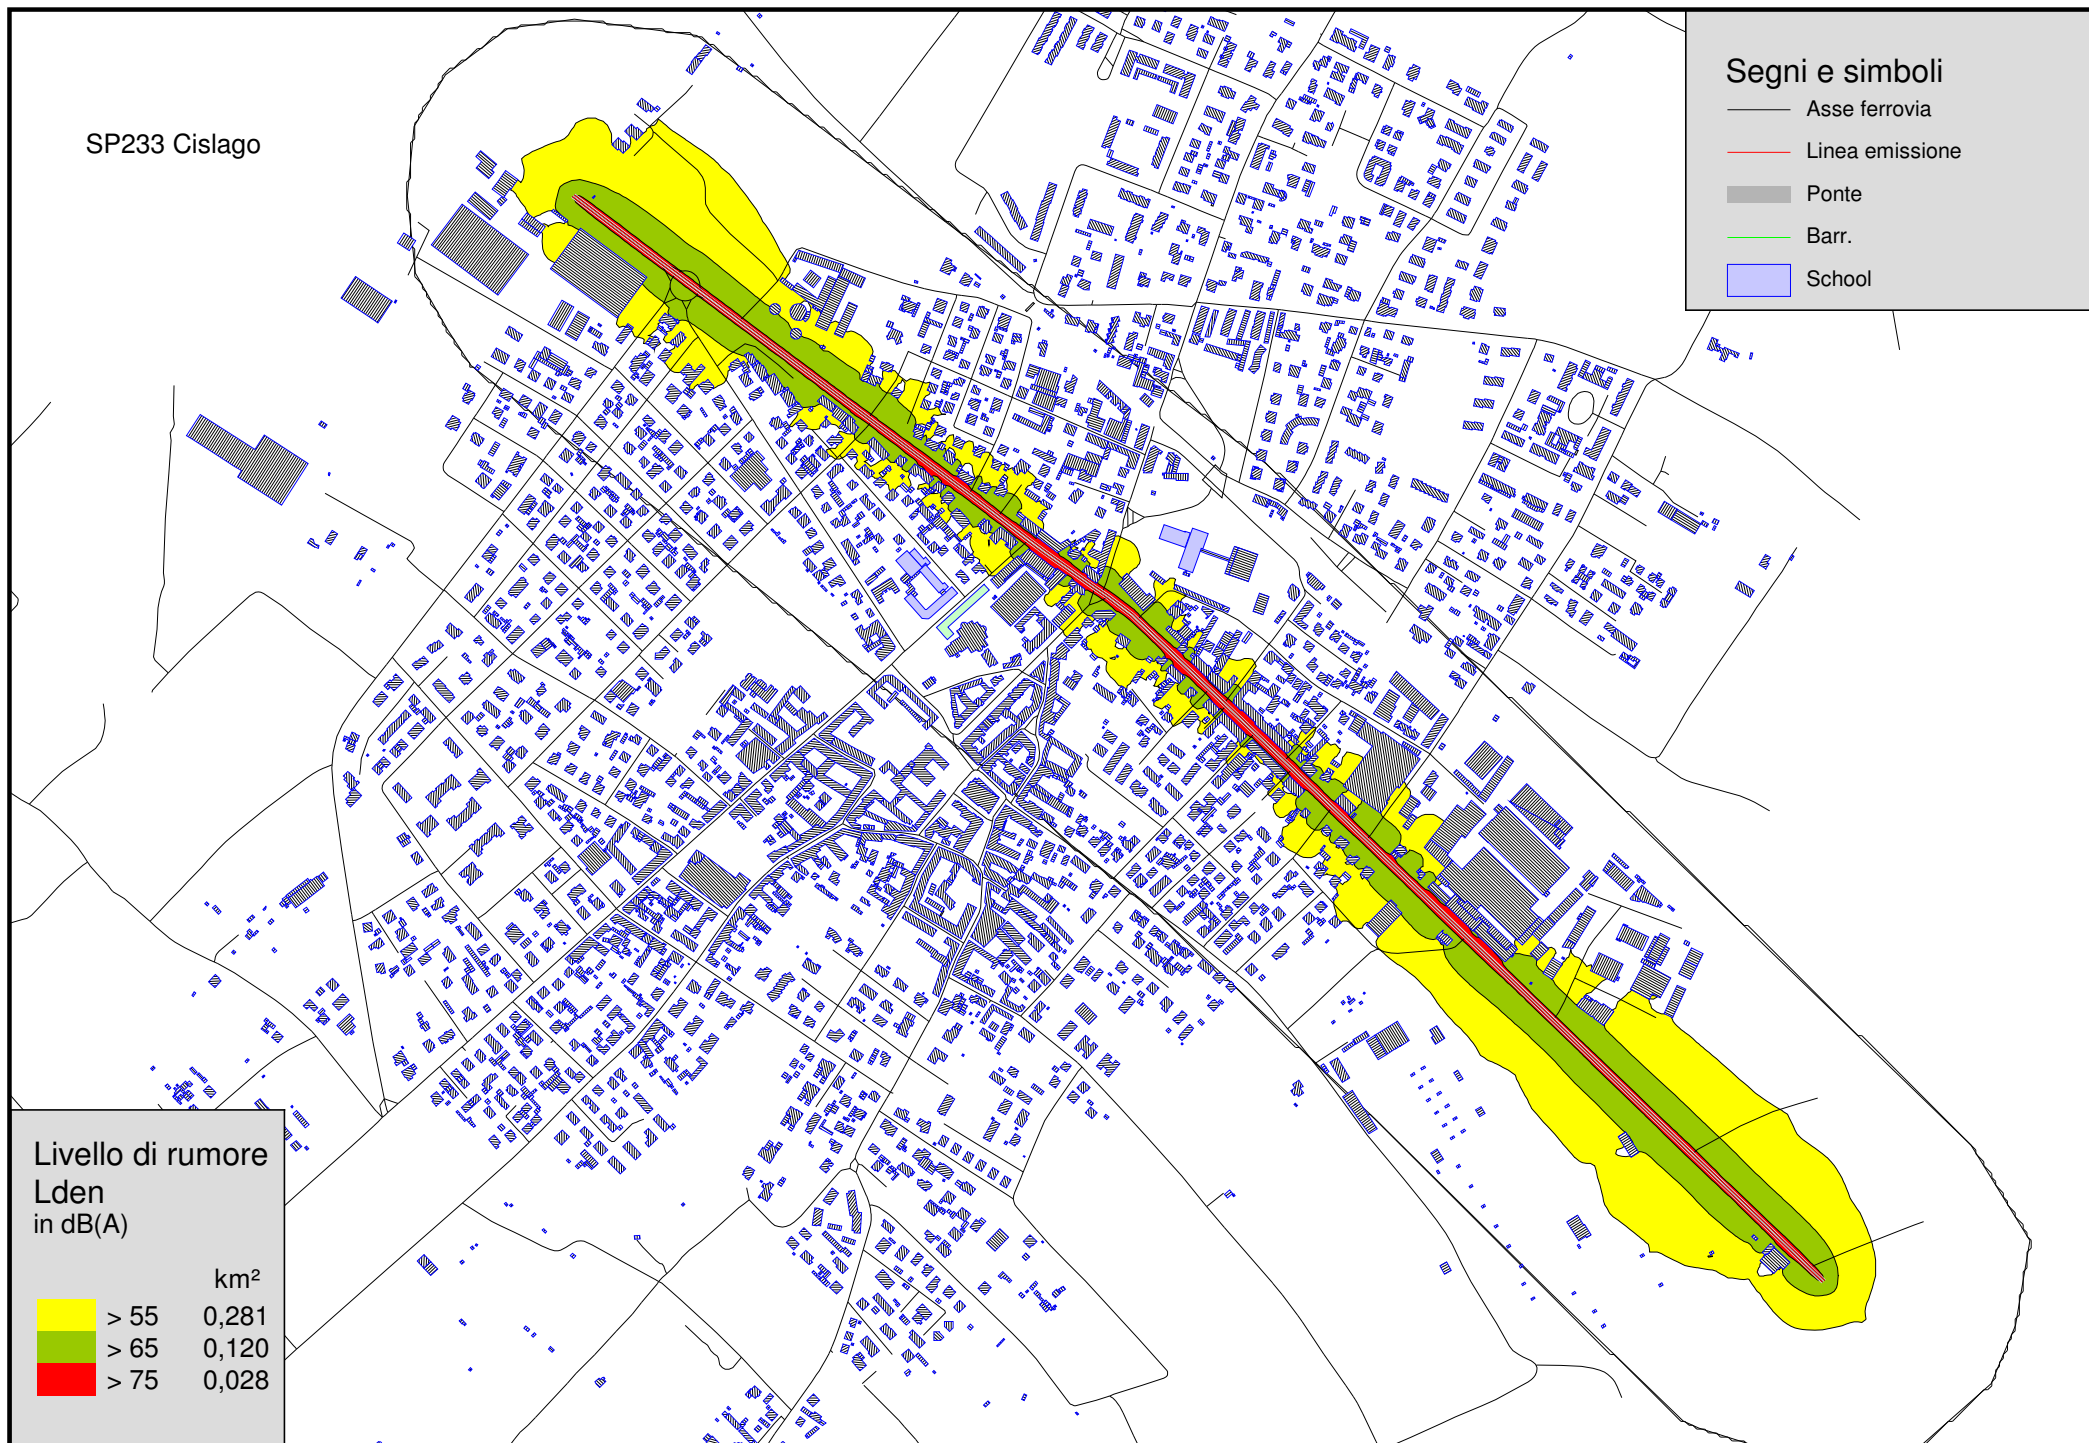 SP233 Cislago
Segni e simboli
Asse ferrovia
Linea emissione
Ponte
Barr.
School
Livello di rumore
Lden
in dB(A)
km²
> 55 0,281
> 65 0,120
> 75 0,028